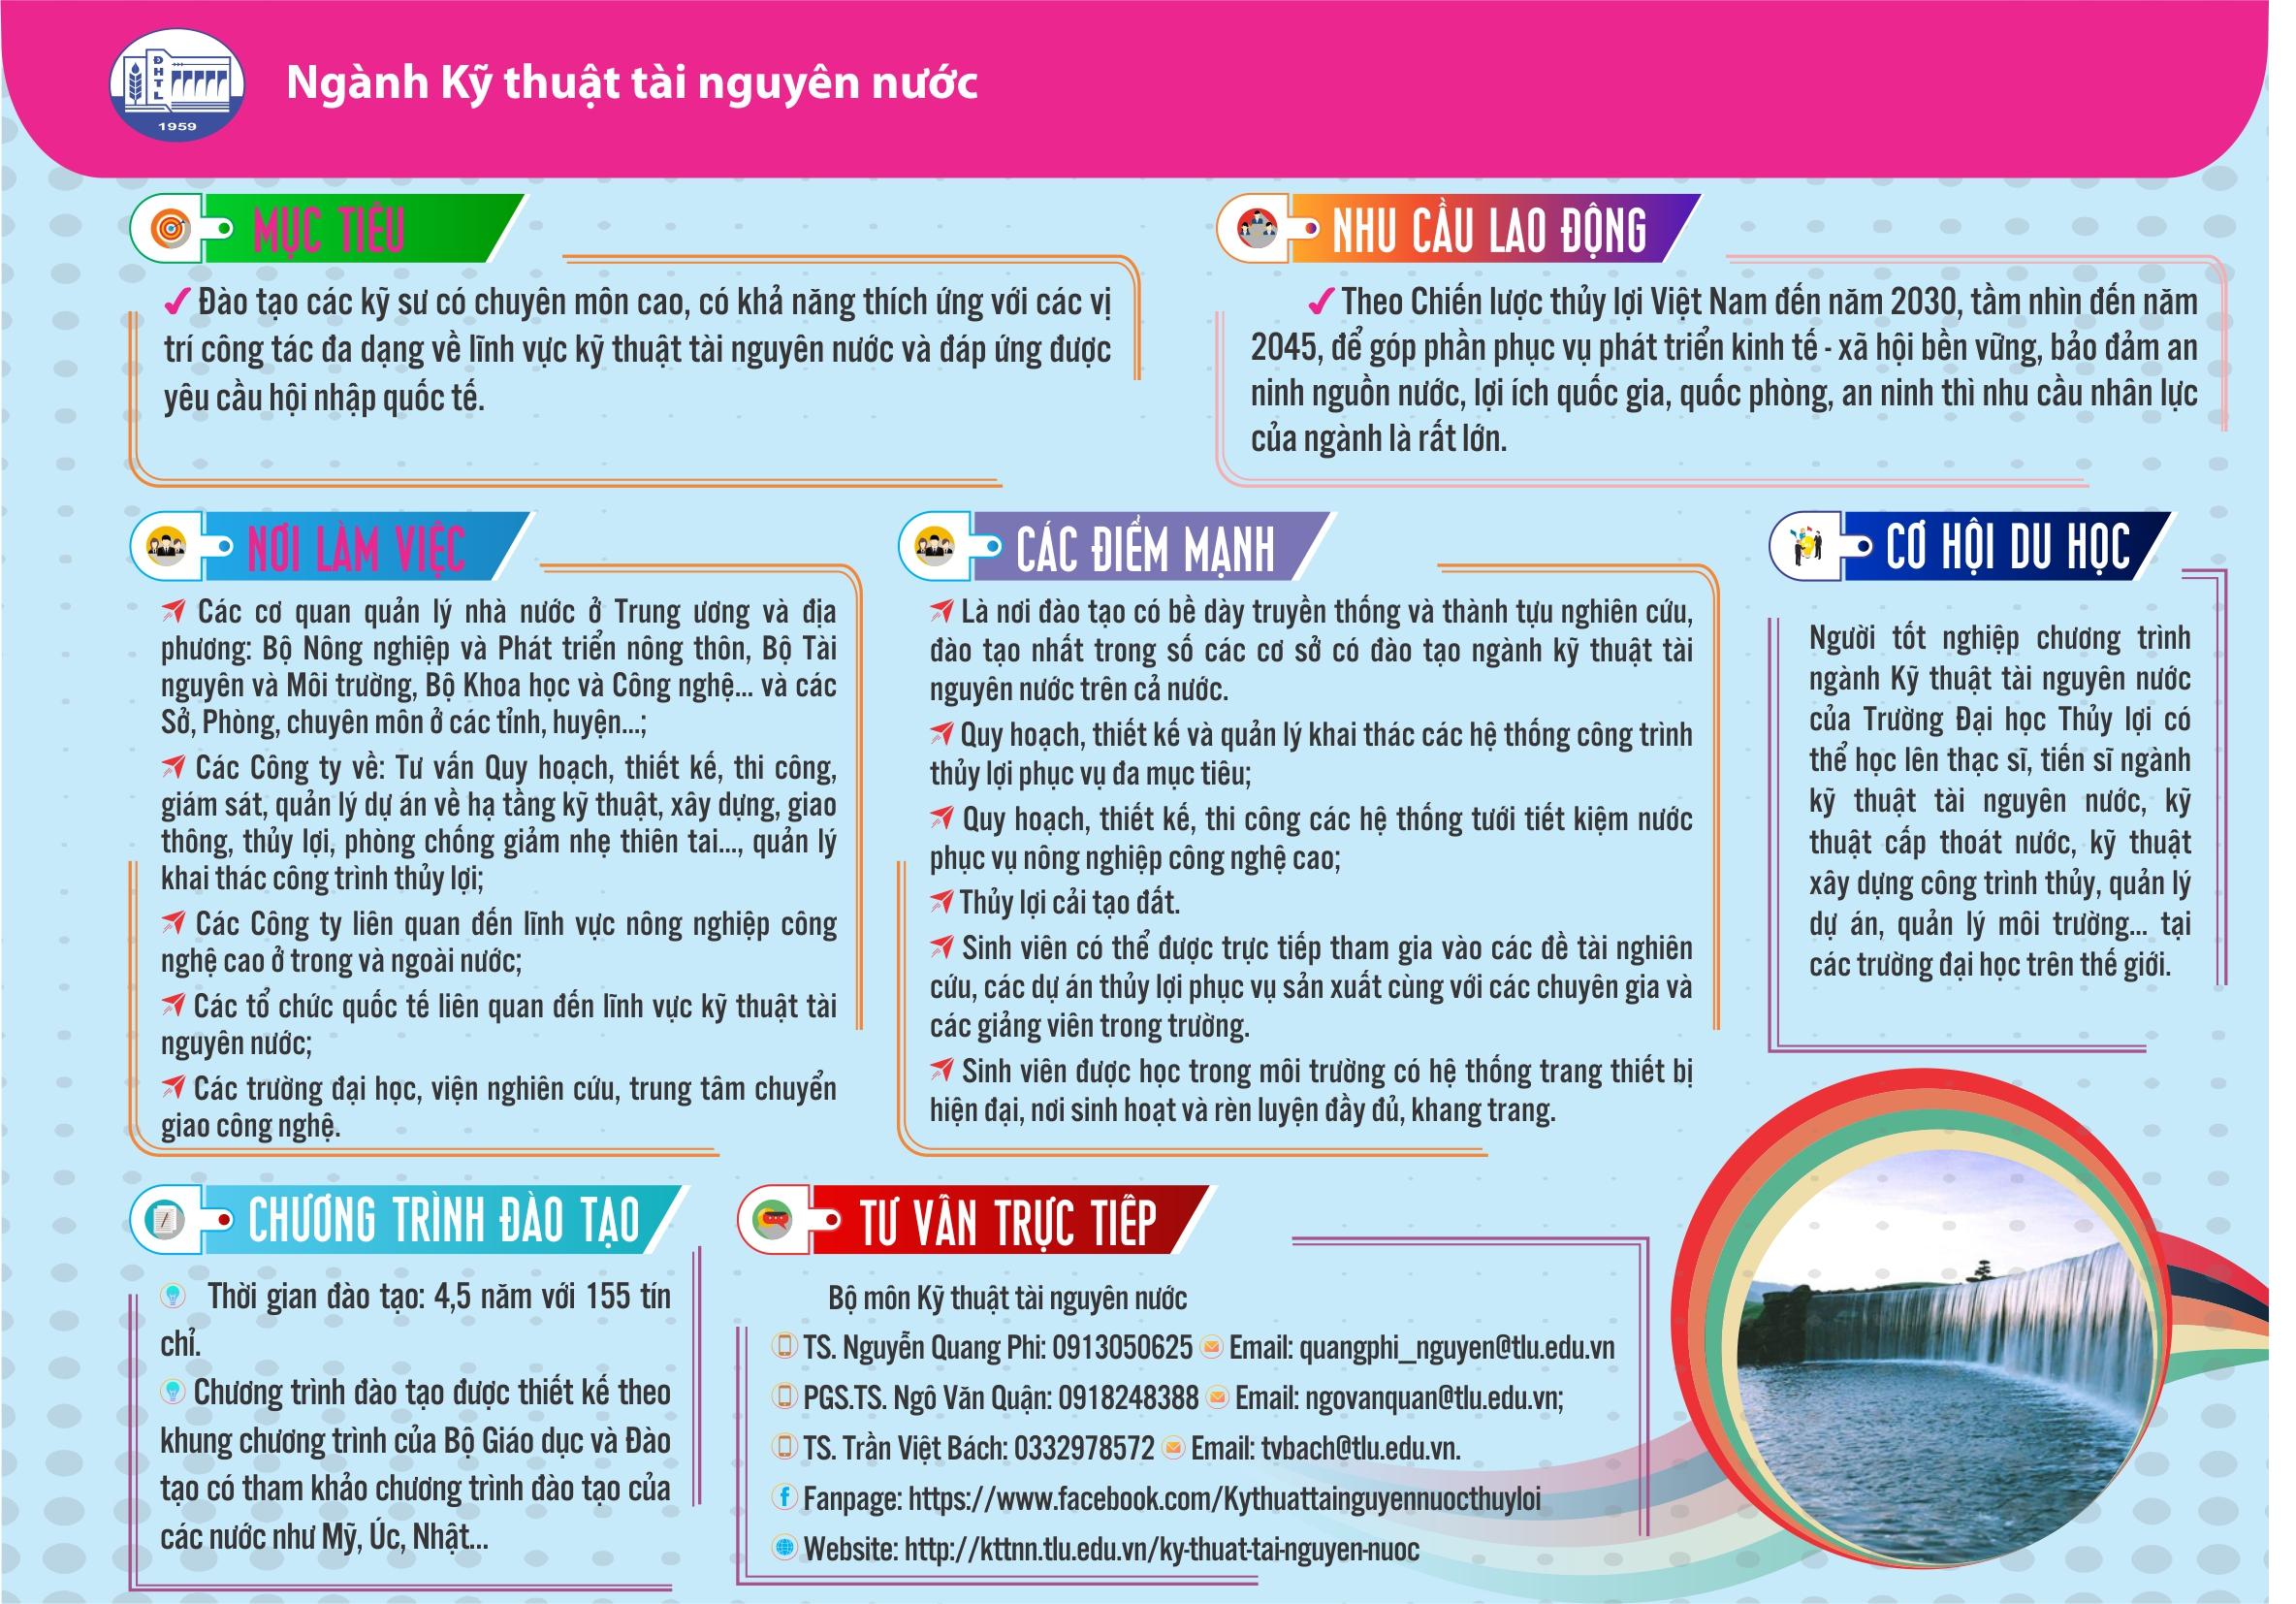 ĐHTL
1959
Ngành Kỹ thuật tài nguyên nước
MỤC TIÊU
✔Đào tạo các kỹ sư có chuyên môn cao, có khả năng thích ứng với các vị
trí công tác đa dạng về lĩnh vực kỹ thuật tài nguyên nước và đáp ứng được
yêu cầu hội nhập quốc tế.
NHU CẦU LAO ĐỘNG
✔Theo Chiến lược thủy lợi Việt Nam đến năm 2030, tầm nhìn đến năm
2045, để góp phần phục vụ phát triển kinh tế - xã hội bền vững, bảo đảm an
ninh nguồn nước, lợi ích quốc gia, quốc phòng, an ninh thì nhu cầu nhân lực
của ngành là rất lớn.
NƠI LÀM VIỆC
Các cơ quan quản lý nhà nước ở Trung ương và địa
phương: Bộ Nông nghiệp và Phát triển nông thôn, Bộ Tài
nguyên và Môi trường, Bộ Khoa học và Công nghệ... và các
Sở, Phòng, chuyên môn ở các tỉnh, huyện...;
Các Công ty về: Tư vấn Quy hoạch, thiết kế, thi công,
giám sát, quản lý dự án về hạ tầng kỹ thuật, xây dựng, giao
thông, thủy lợi, phòng chống giảm nhẹ thiên tai..., quản lý
khai thác công trình thủy lợi;
Các Công ty liên quan đến lĩnh vực nông nghiệp công
nghệ cao ở trong và ngoài nước;
Các tổ chức quốc tế liên quan đến lĩnh vực kỹ thuật tài
nguyên nước;
Các trường đại học, viện nghiên cứu, trung tâm chuyển
giao công nghệ.
CÁC ĐIỂM MẠNH
Là nơi đào tạo có bề dày truyền thống và thành tựu nghiên cứu,
đào tạo nhất trong số các cơ sở có đào tạo ngành kỹ thuật tài
nguyên nước trên cả nước.
Quy hoạch, thiết kế và quản lý khai thác các hệ thống công trình
thủy lợi phục vụ đa mục tiêu;
Quy hoạch, thiết kế, thi công các hệ thống tưới tiết kiệm nước
phục vụ nông nghiệp công nghệ cao;
Thủy lợi cải tạo đất.
Sinh viên có thể được trực tiếp tham gia vào các đề tài nghiên
cứu, các dự án thủy lợi phục vụ sản xuất cùng với các chuyên gia và
các giảng viên trong trường.
Sinh viên được học trong môi trường có hệ thống trang thiết bị
hiện đại, nơi sinh hoạt và rèn luyện đầy đủ, khang trang.
CƠ HỘI DU HỌC
Người tốt nghiệp chương trình
ngành Kỹ thuật tài nguyên nước
của Trường Đại học Thủy lợi có
thể học lên thạc sĩ, tiến sĩ ngành
kỹ thuật tài nguyên nước, kỹ
thuật cấp thoát nước, kỹ thuật
xây dựng công trình thủy, quản lý
dự án, quản lý môi trường... tại
các trường đại học trên thế giới.
CHƯƠNG TRÌNH ĐÀO TẠO
Thời gian đào tạo: 4,5 năm với 155 tín
chỉ.
Chương trình đào tạo được thiết kế theo
khung chương trình của Bộ Giáo dục và Đào
tạo có tham khảo chương trình đào tạo của
các nước như Mỹ, Úc, Nhật...
TƯ VẤN TRỰC TIẾP
Bộ môn Kỹ thuật tài nguyên nước
TS. Nguyễn Quang Phi: 0913050625 Email: quangphi_nguyen@tlu.edu.vn
PGS.TS. Ngô Văn Quận: 0918248388 Email: ngovanquan@tlu.edu.vn;
TS. Trần Việt Bách: 0332978572 Email: tvbach@tlu.edu.vn.
Fanpage: https://www.facebook.com/Kythuattainguyennuocthuyloi
Website: http://kttnn.tlu.edu.vn/ky-thuat-tai-nguyen-nuoc